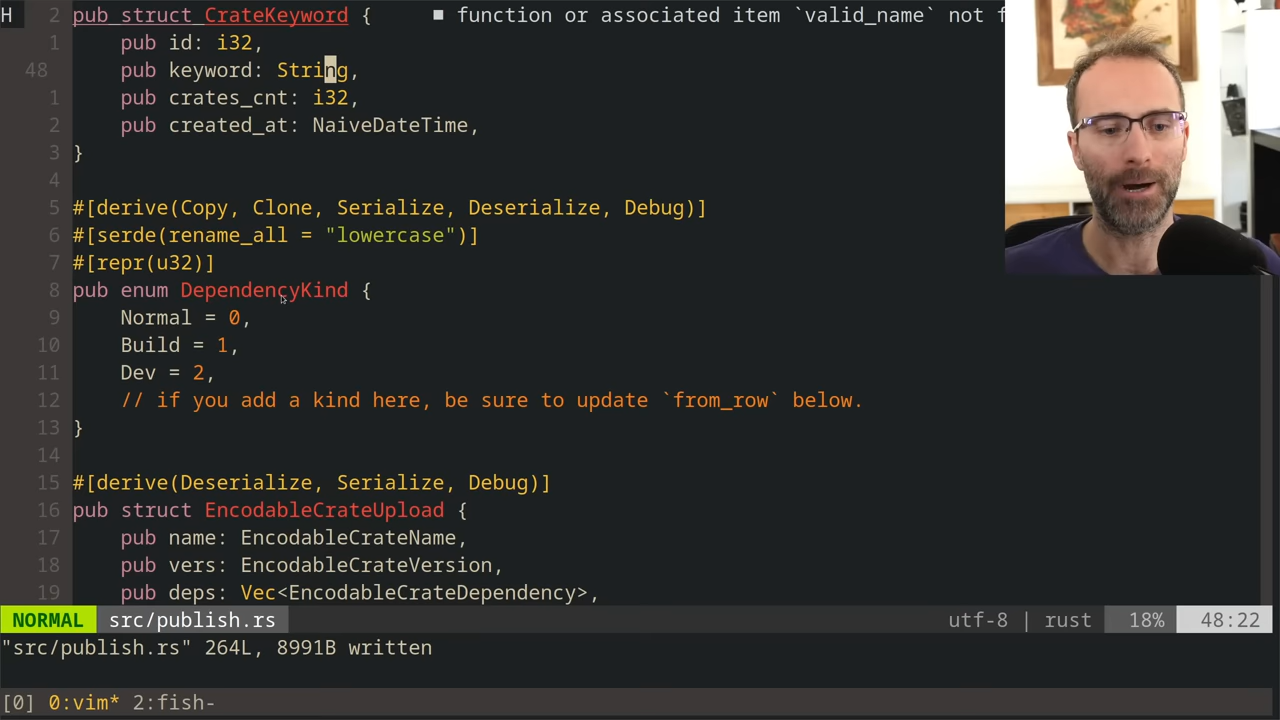 H 2 pub struct CrateKeyword { ■ function or associated item `valid_name` not f
1 pub id: i32,
48 pub keyword: String,
1 pub crates_cnt: i32,
2 pub created_at: NaiveDateTime,
3 }
4
5 #[derive(Copy, Clone, Serialize, Deserialize, Debug)]
6 #[serde(rename_all = "lowercase")]
7 #[repr(u32)]
8 pub enum DependencyKind {
9 Normal = 0,
10 Build = 1,
11 Dev = 2,
12 // if you add a kind here, be sure to update `from_row` below.
13 }
14
15 #[derive(Deserialize, Serialize, Debug)]
16 pub struct EncodableCrateUpload {
17 pub name: EncodableCrateName,
18 pub vers: EncodableCrateVersion,
19 pub deps: Vec<EncodableCrateDependency>,
NORMAL src/publish.rs utf-8 | rust 18% 48:22
"src/publish.rs" 264L, 8991B written
[0] 0:vim* 2:fish-